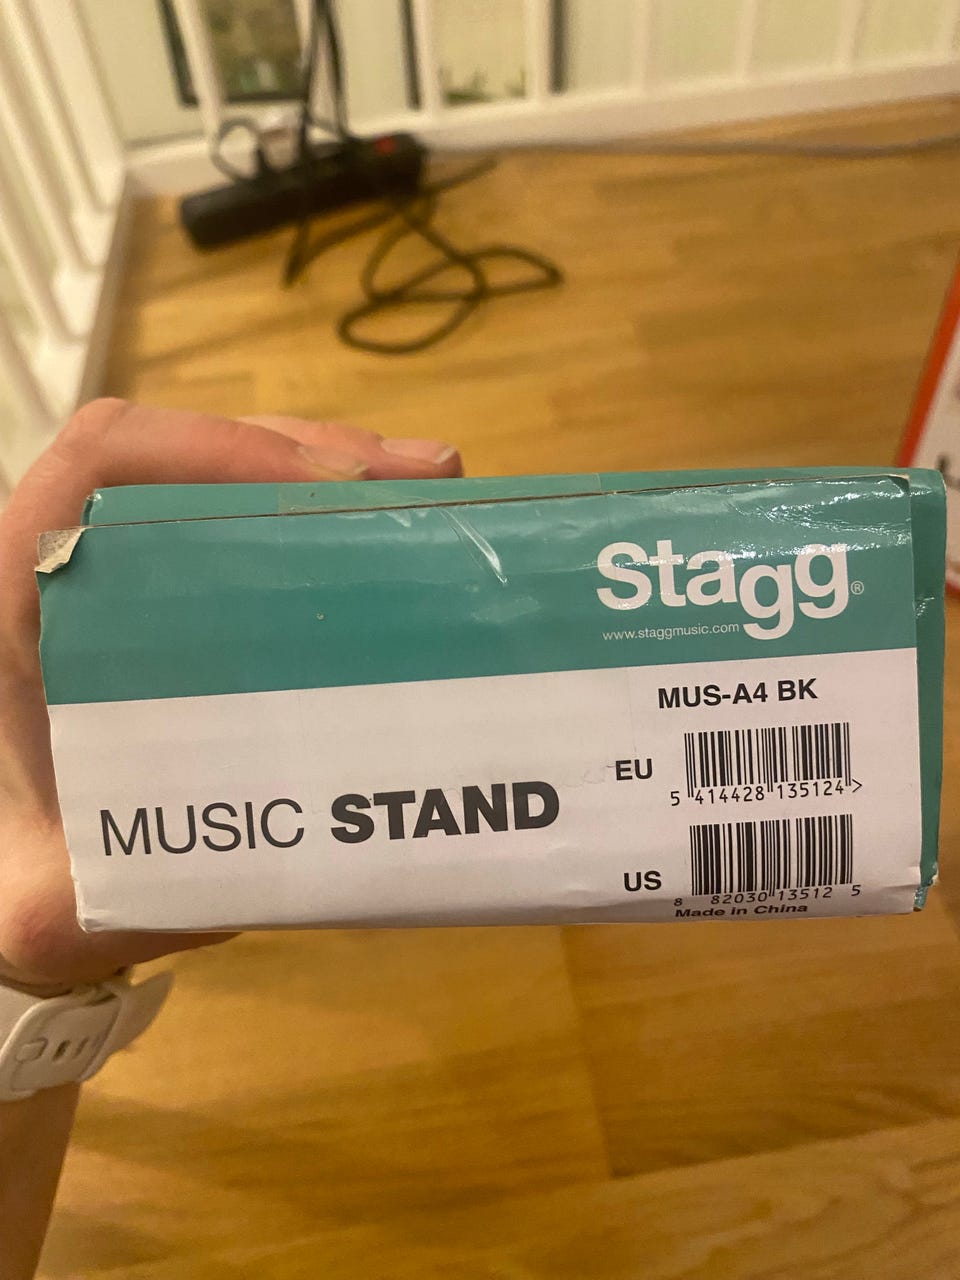 Stagg®
www.staggmusic.com
MUS-A4 BK
EU
5 414428 135124 >
MUSIC STAND
US
8 82030 13512 5
Made in China